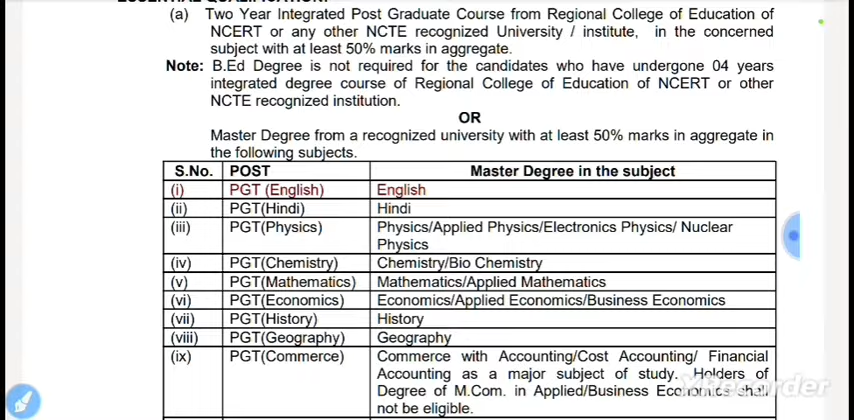 (a) Two Year Integrated Post Graduate Course from Regional College of Education of
NCERT or any other NCTE recognized University / institute, in the concerned
subject with at least 50% marks in aggregate.
Note: B.Ed Degree is not required for the candidates who have undergone 04 years
integrated degree course of Regional College of Education of NCERT or other
NCTE recognized institution.
OR
Master Degree from a recognized university with at least 50% marks in aggregate in
the following subjects.
S.No. POST Master Degree in the subject
(i) PGT (English) English
(ii) PGT(Hindi) Hindi
(iii) PGT(Physics) Physics/Applied Physics/Electronics Physics/ Nuclear
Physics
(iv) PGT(Chemistry) Chemistry/Bio Chemistry
(v) PGT(Mathematics) Mathematics/Applied Mathematics
(vi) PGT(Economics) Economics/Applied Economics/Business Economics
(vii) PGT(History) History
(viii) PGT(Geography) Geography
(ix) PGT(Commerce) Commerce with Accounting/Cost Accounting/ Financial
Accounting as a major subject of study. Holders of
Degree of M.Com. in Applied/Business Economics shall
not be eligible.
XRecorder